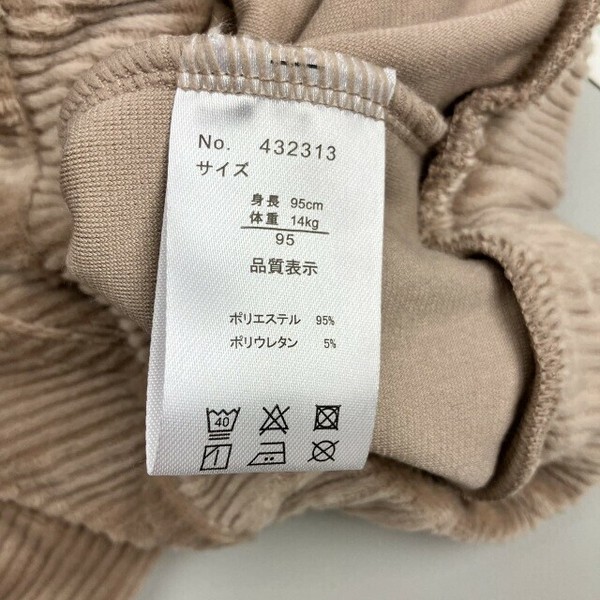 No. 432313
サイズ
身長 95cm
体重 14kg
95
品質表示
ポリエステル 95%
ポリウレタン 5%
40